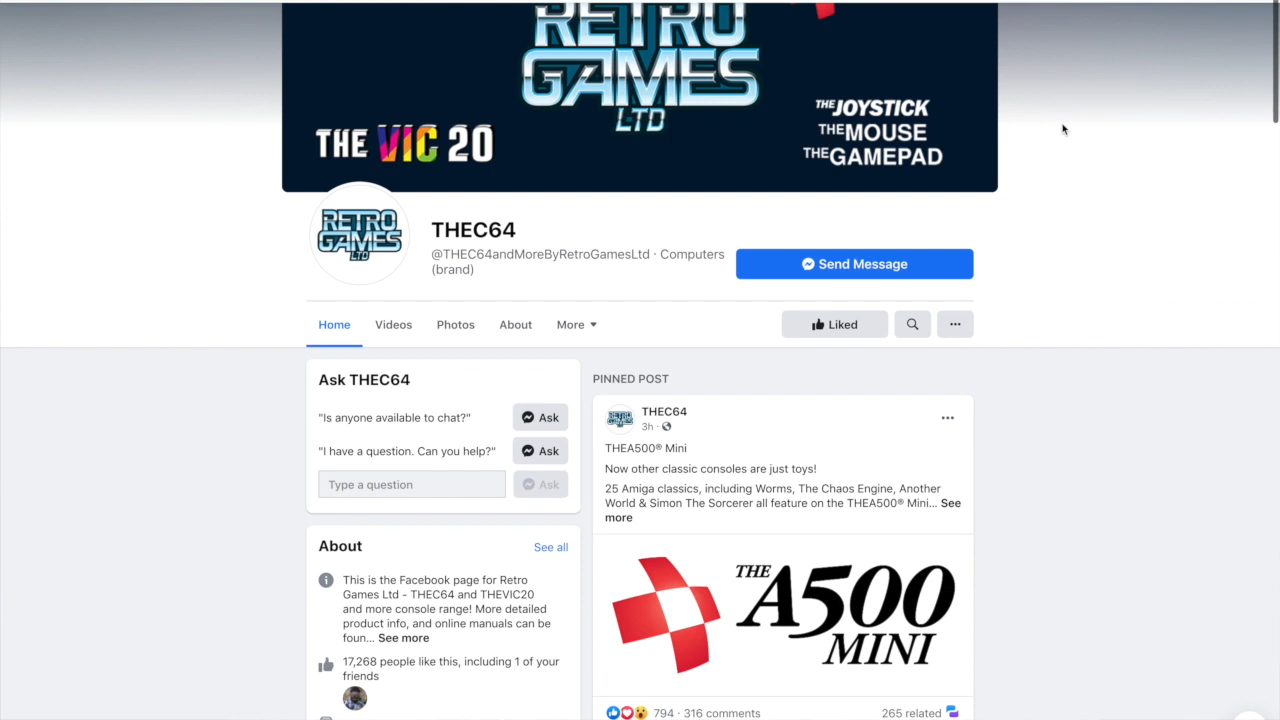 RETRO
GAMES
LTD
THE VIC 20
THEJOYSTICK
THEMOUSE
THEGAMEPAD
RETRO
GAMES
LTD
THEC64
@THEC64andMoreByRetroGamesLtd · Computers
(brand)
Send Message
Home
Videos
Photos
About
More
Liked
Ask THEC64
"Is anyone available to chat?"
Ask
"I have a question. Can you help?"
Ask
Type a question
Ask
About
See all
This is the Facebook page for Retro
Games Ltd - THEC64 and THEVIC20
and more console range! More detailed
product info, and online manuals can be
foun... See more
17,268 people like this, including 1 of your
friends
PINNED POST
RETRO
GAMES
THEC64
3h ·
THEA500® Mini
Now other classic consoles are just toys!
25 Amiga classics, including Worms, The Chaos Engine, Another
World & Simon The Sorcerer all feature on the THEA500® Mini... See
more
THE
A500
MINI
794 · 316 comments
265 related